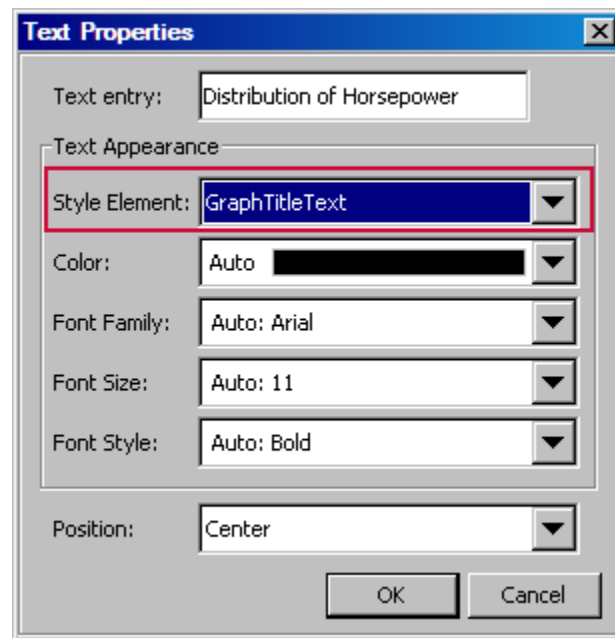 Text Properties
Text entry: Distribution of Horsepower
Text Appearance
Style Element: GraphTitleText
Color: Auto
Font Family: Auto: Arial
Font Size: Auto: 11
Font Style: Auto: Bold
Position: Center
OK Cancel